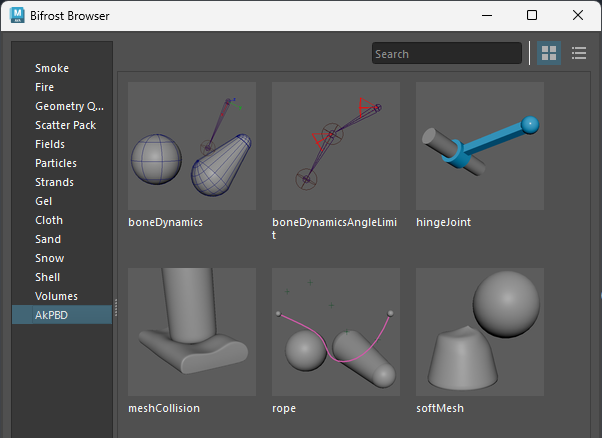 Bifrost Browser
Search
Smoke
Fire
Geometry Q...
Scatter Pack
Fields
Particles
Strands
Gel
Cloth
Sand
Snow
Shell
Volumes
AkPBD
boneDynamics
boneDynamicsAngleLimi
t
hingeJoint
meshCollision
rope
softMesh